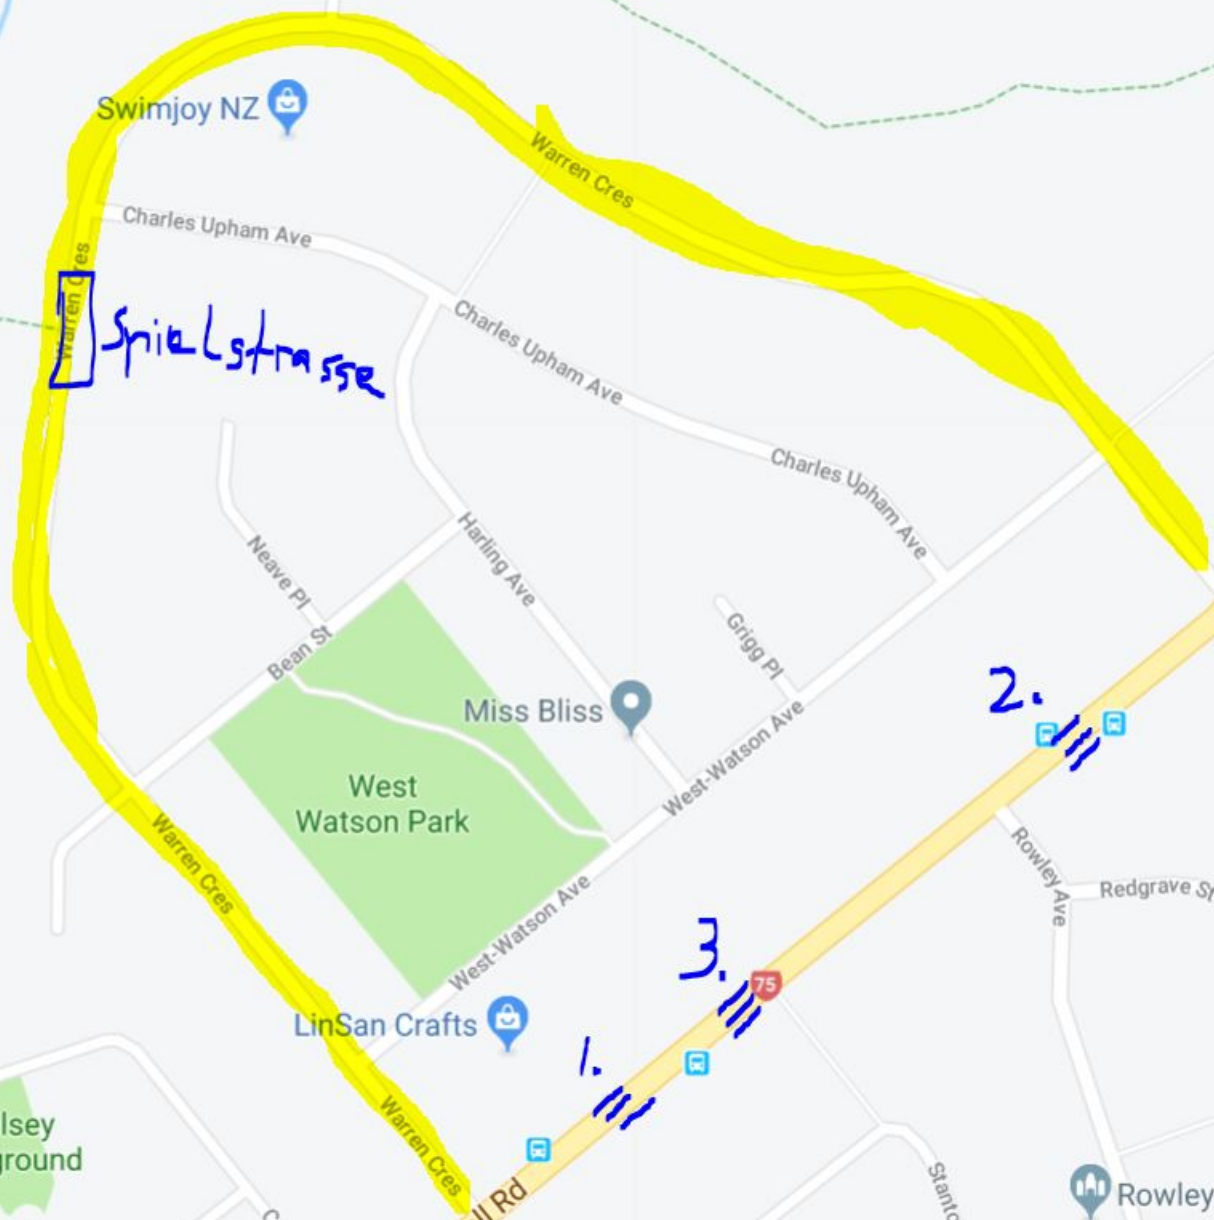 Swimjoy NZ
Warren Cres
Charles Upham Ave
Warren Cres
Spielstrasse
Charles Upham Ave
Charles Upham Ave
Harling Ave
Neave Pl
Bean St
Grigg Pl
Miss Bliss
2.
West-Watson Ave
West
Watson Park
Warren Cres
Rowley Ave
Redgrave St
West-Watson Ave
3.
75
LinSan Crafts
1.
Warren Cres
lsey
ground
ll Rd
Stanto
Rowley